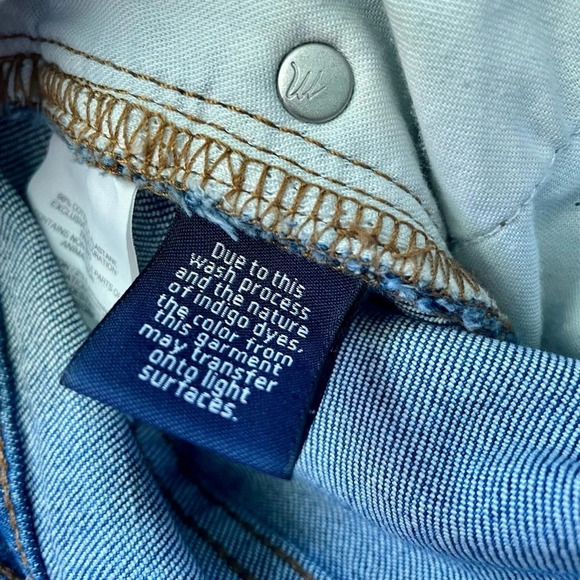 Due to this
wash process
and the nature
of indigo dyes,
the color from
this garment
may transfer
onto light
surfaces.
EXCLUSI